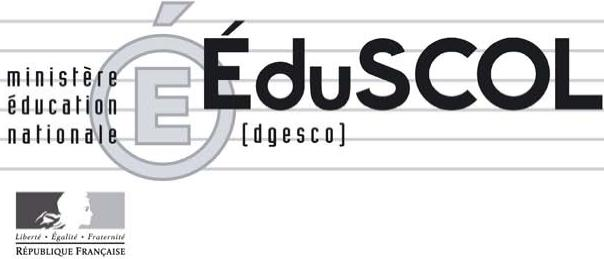 ministère
éducation
nationale
É
ÉduSCOL
[dgesco]
Liberté • Égalité • Fraternité
RÉPUBLIQUE FRANÇAISE